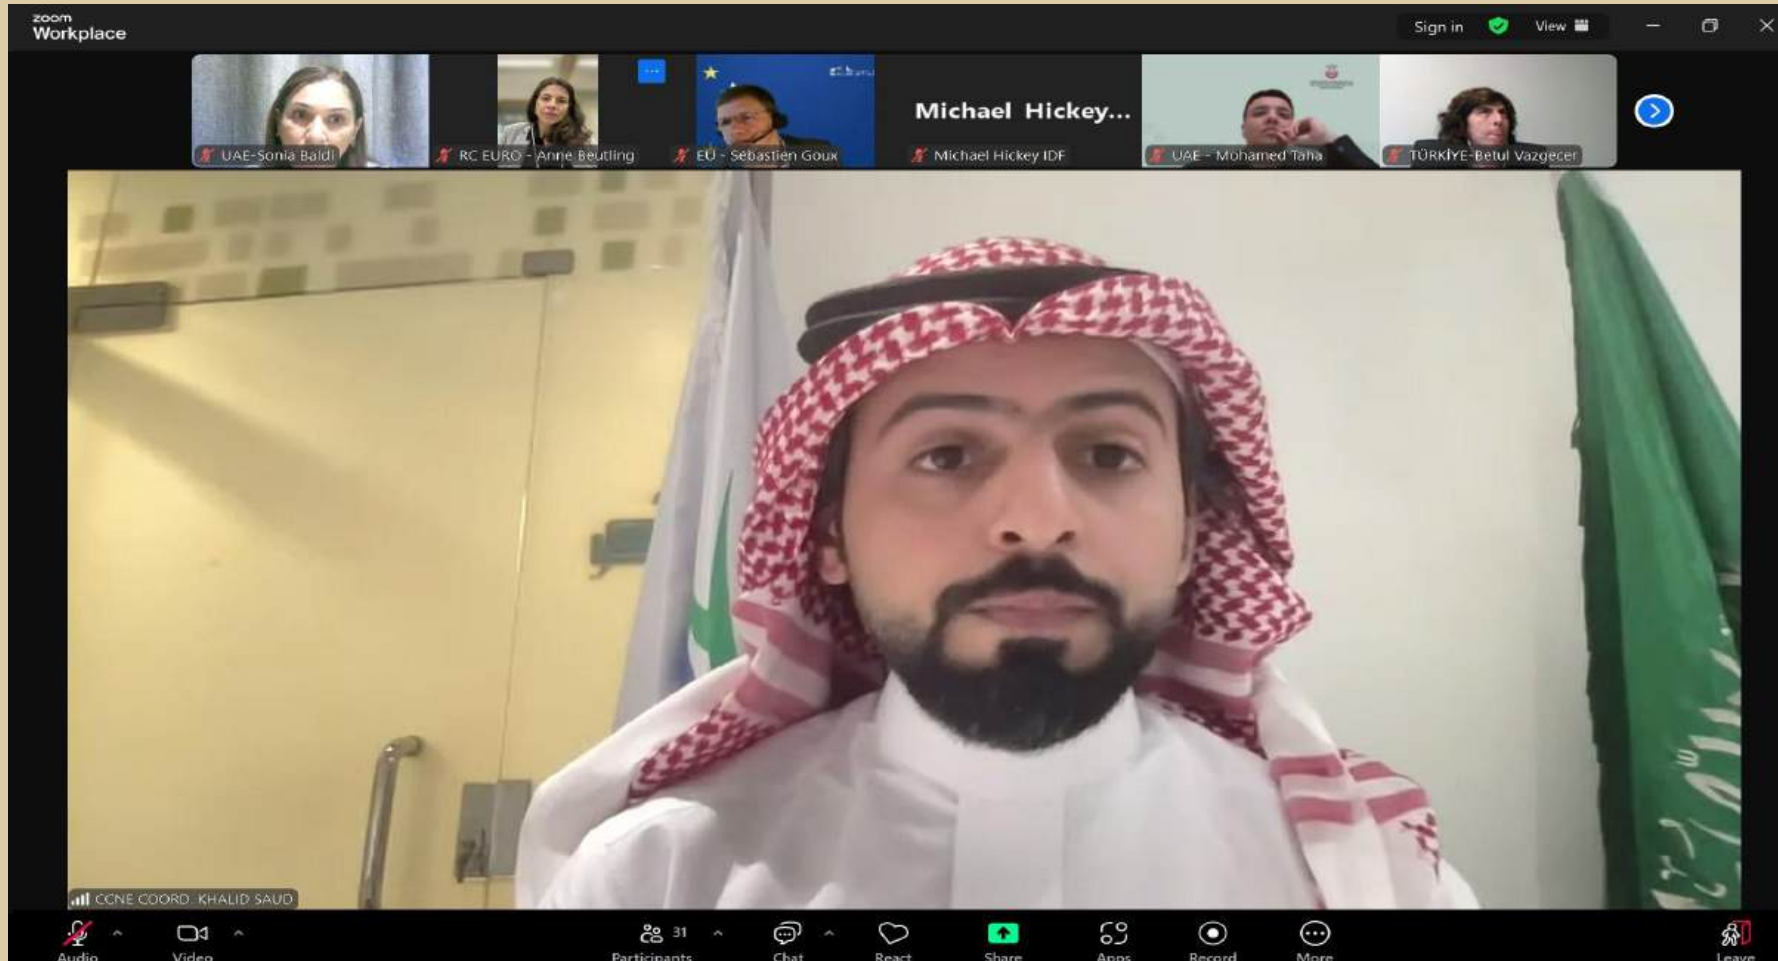 zoom
Workplace
Sign in
View
UAE-Sonia Baldi
RC EURO - Anne Beutling
EU - Sebastien Goux
Michael Hickey...
Michael Hickey IDF
UAE - Mohamed Taha
TÜRKİYE-Betul Vazgecer
CCNE COORD. KHALID SAUD
Audio
Video
31
Participants
Chat
React
Share
Apps
Record
More
Leave